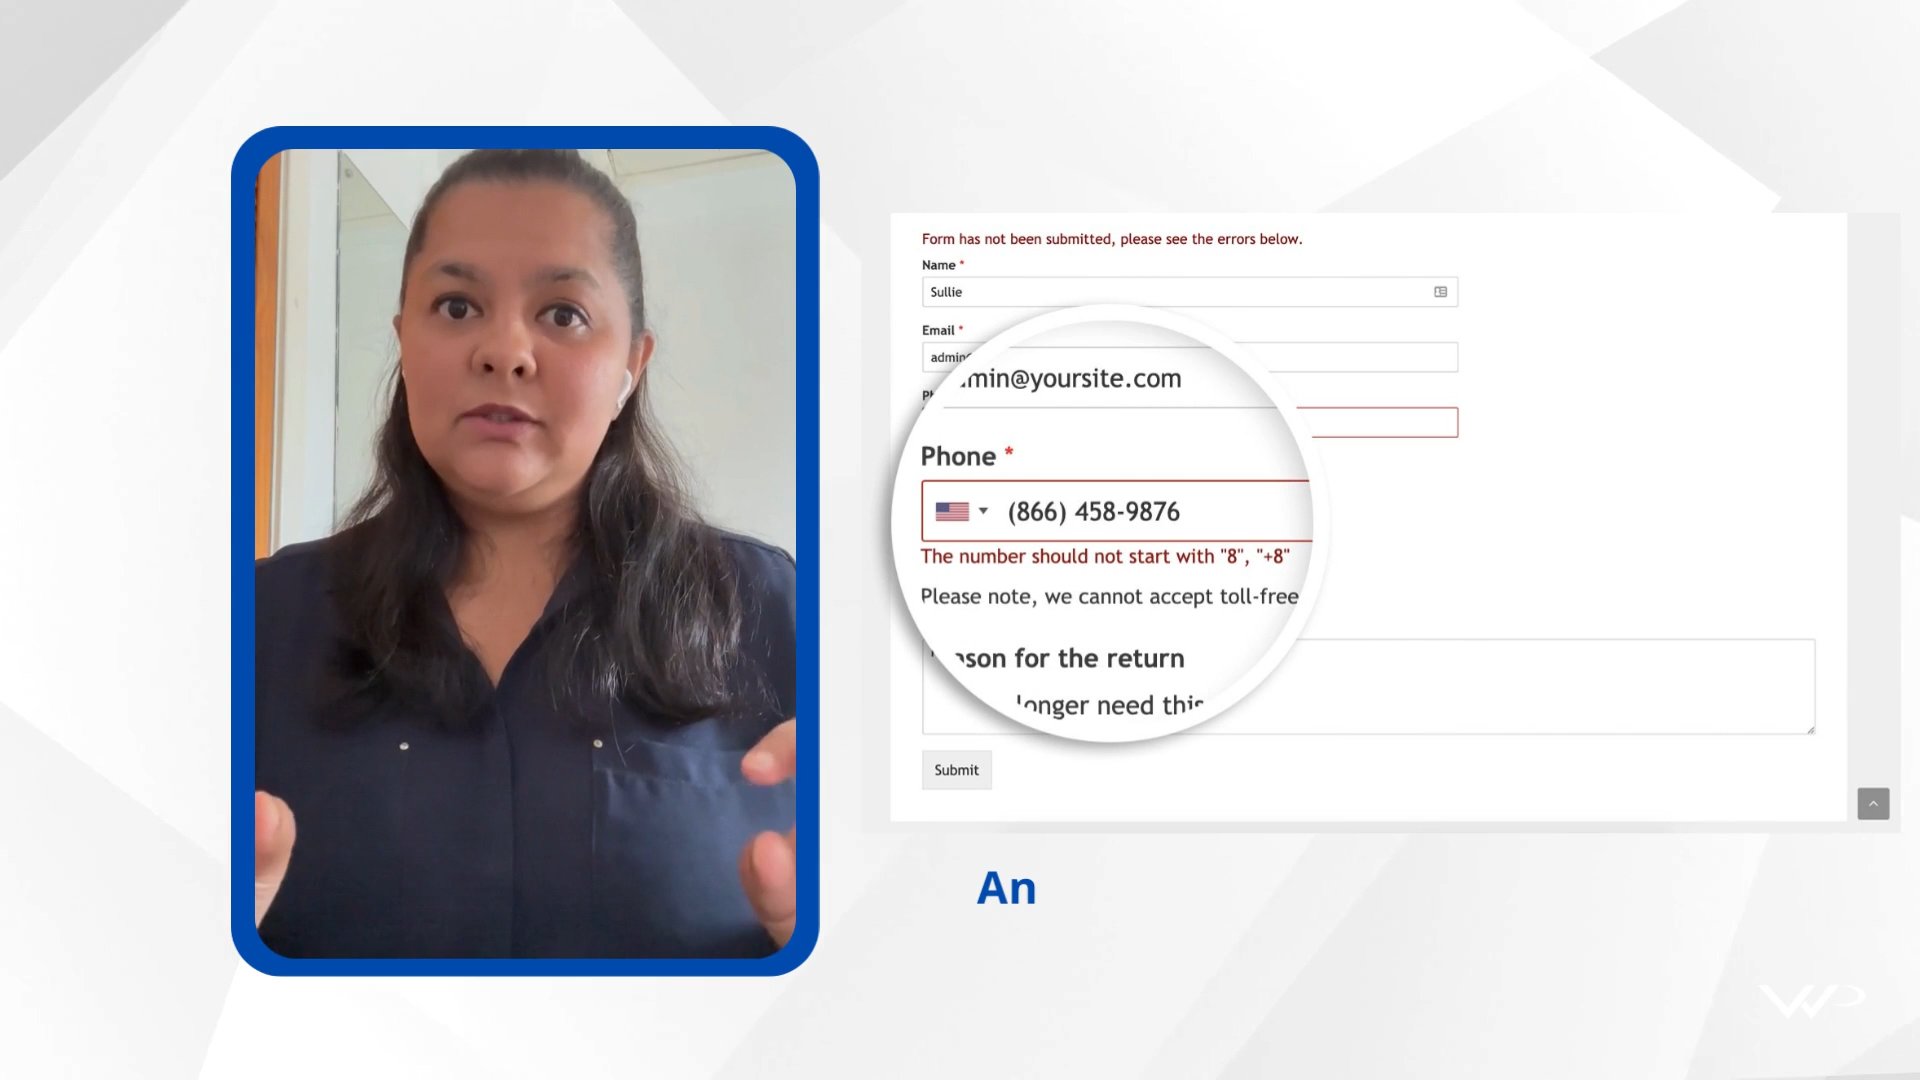 Form has not been submitted, please see the errors below.
Name *
Sullie
Email *
admin@
min@yoursite.com
Phone *
(866) 458-9876
The number should not start with "8", "+8"
Please note, we cannot accept toll-free
ason for the return
longer need this
Submit
An
WP